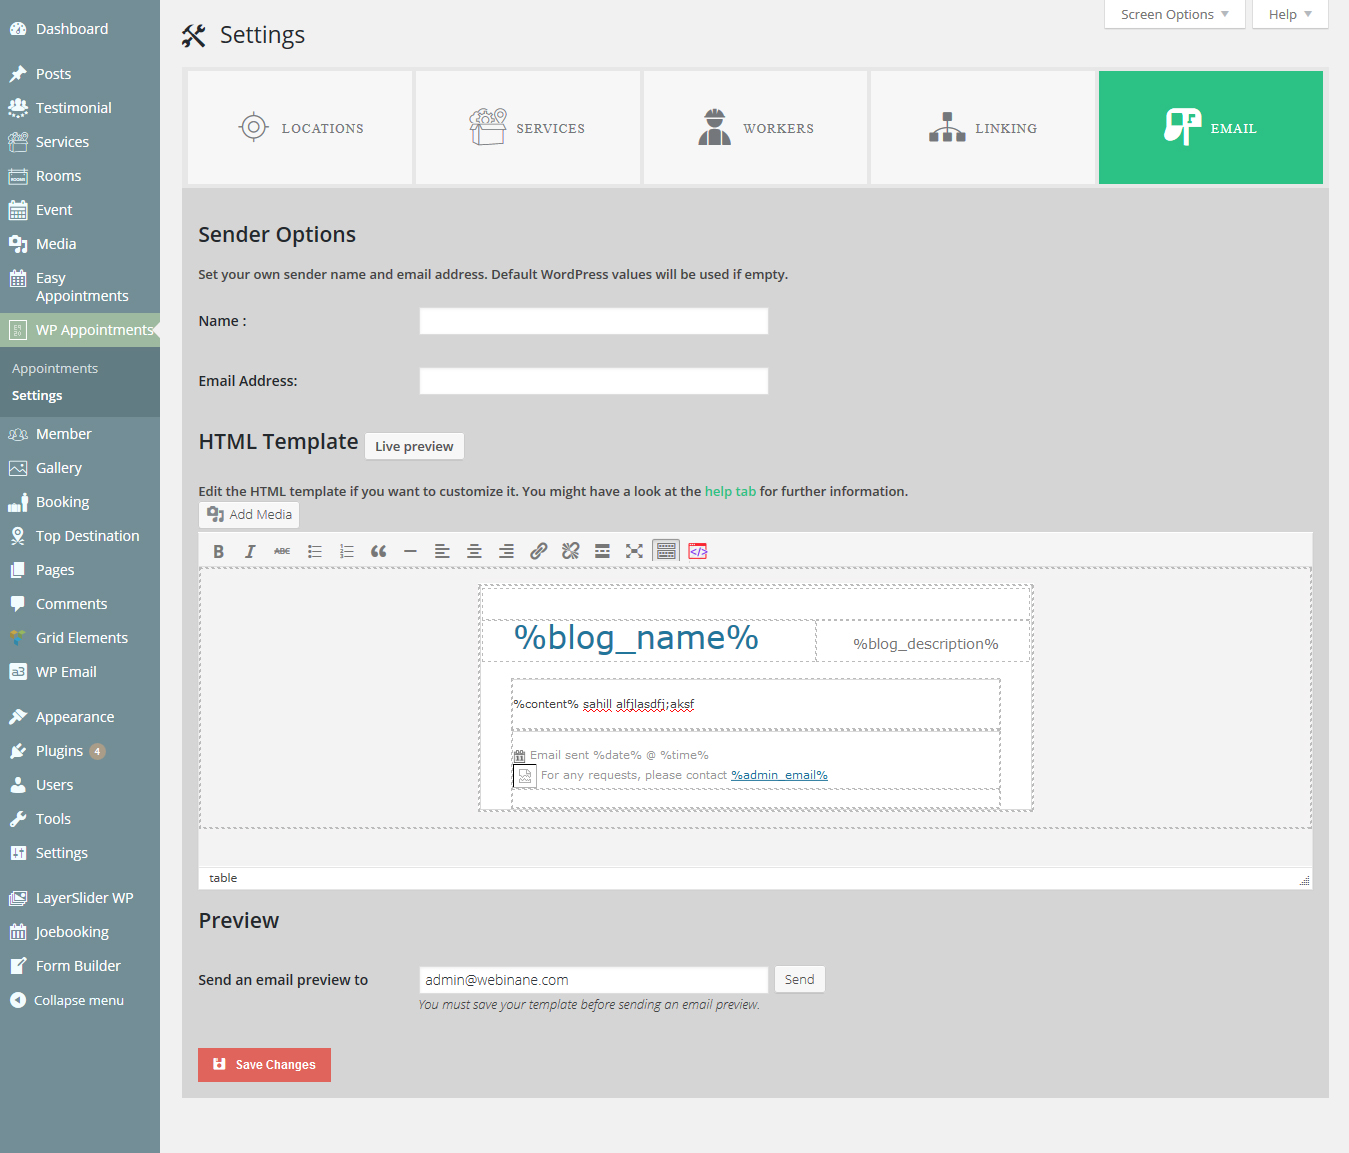 Dashboard
Posts
Testimonial
Services
Rooms
Event
Media
Easy
Appointments
WP Appointments
Appointments
Settings
Member
Gallery
Booking
Top Destination
Pages
Comments
Grid Elements
WP Email
Appearance
Plugins 4
Users
Tools
Settings
LayerSlider WP
Joebooking
Form Builder
Collapse menu
Screen Options
Help
Settings
LOCATIONS
SERVICES
WORKERS
LINKING
EMAIL
Sender Options
Set your own sender name and email address. Default WordPress values will be used if empty.
Name :
Email Address:
HTML Template Live preview
Edit the HTML template if you want to customize it. You might have a look at the help tab for further information.
Add Media
B I ABC
%blog_name%
%blog_description%
%content% sahill alfjlasdfj;aksf
Email sent %date% @ %time%
For any requests, please contact %admin_email%
table
Preview
Send an email preview to admin@webinane.com Send
You must save your template before sending an email preview.
Save Changes